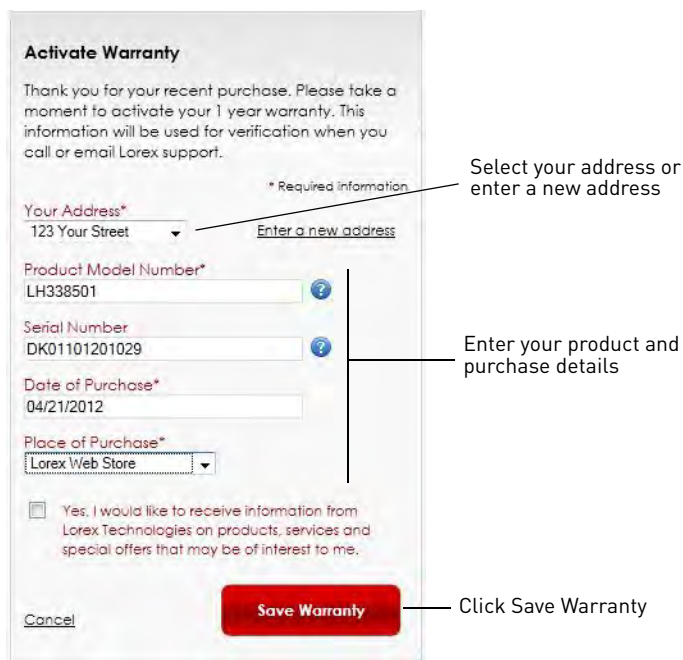 Activate Warranty
Thank you for your recent purchase. Please take a
moment to activate your 1 year warranty. This
information will be used for verification when you
call or email Lorex support.
* Required information
Select your address or
enter a new address
Your Address*
123 Your Street
Enter a new address
Product Model Number*
LH338501
?
Serial Number
DK01101201029
?
Enter your product and
purchase details
Date of Purchase*
04/21/2012
Place of Purchase*
Lorex Web Store
Yes, I would like to receive information from
Lorex Technologies on products, services and
special offers that may be of interest to me.
Cancel
Save Warranty
Click Save Warranty